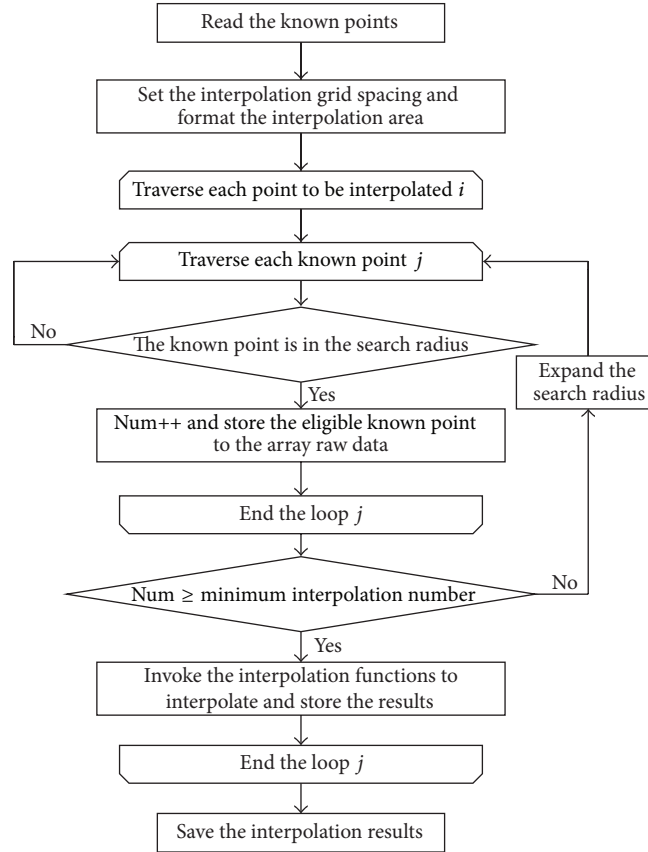 Read the known points
Set the interpolation grid spacing and
format the interpolation area
Traverse each point to be interpolated i
Traverse each known point j
No
The known point is in the search radius
Expand the
search radius
Yes
Num++ and store the eligible known point
to the array raw data
End the loop j
No
Num ≥ minimum interpolation number
Yes
Invoke the interpolation functions to
interpolate and store the results
End the loop j
Save the interpolation results